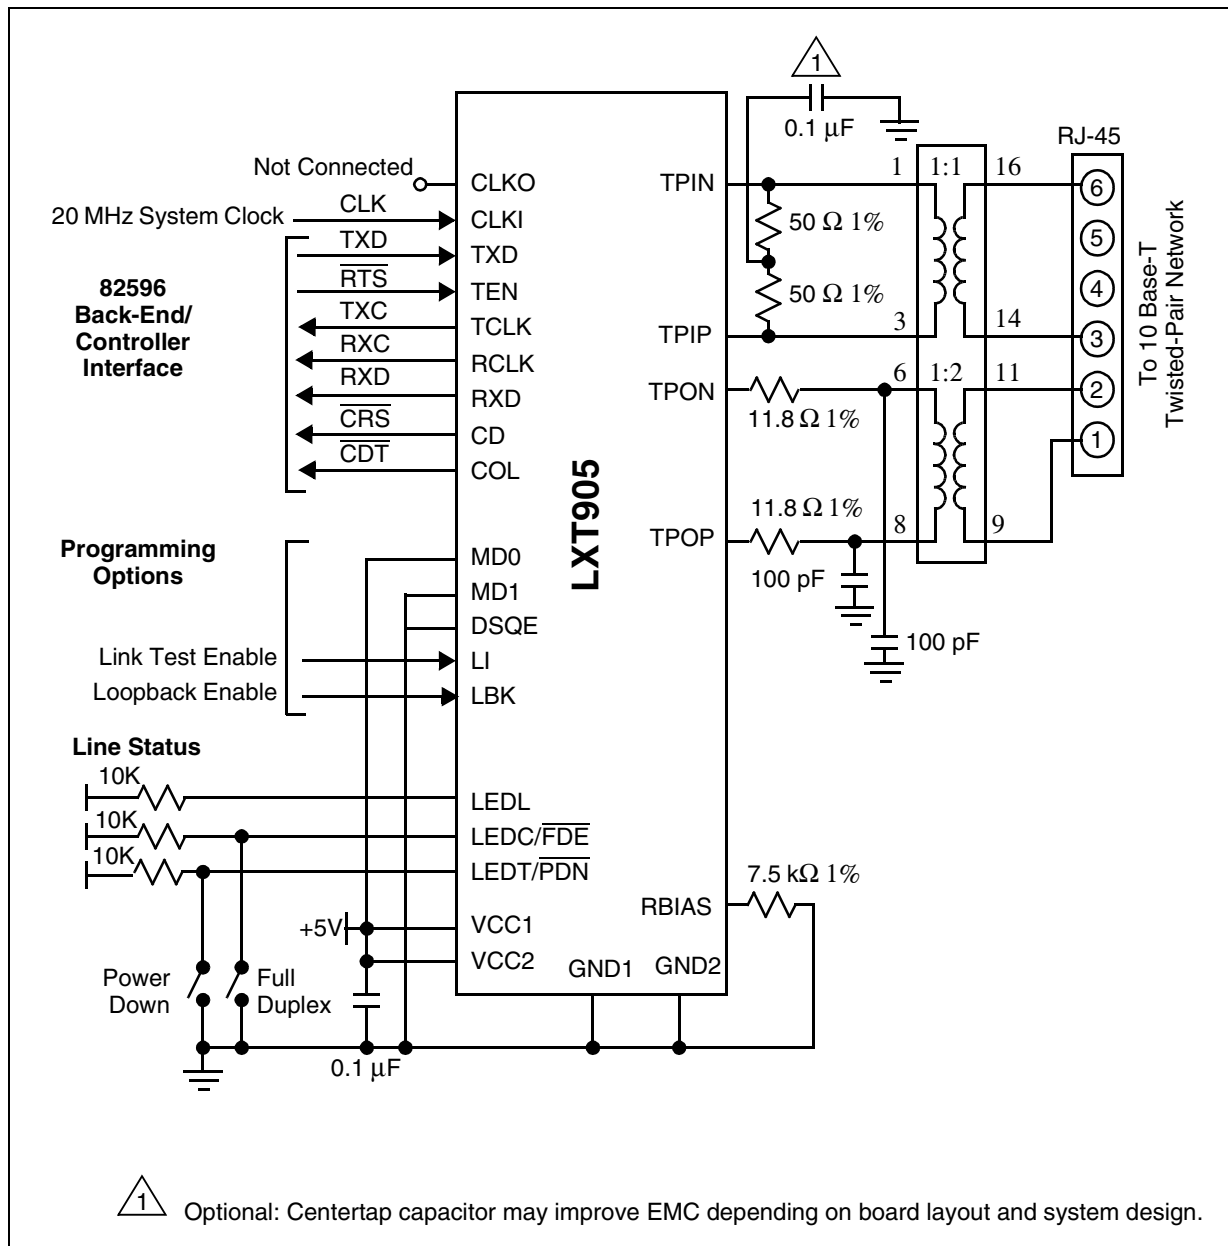 1
0.1 µF
RJ-45
Not Connected
CLKO
TPIN
1
1:1
16
6
20 MHz System Clock
CLK
CLKI
50 Ω 1%
5
TXD
TXD
82596
Back-End/
Controller
Interface
RTS
TEN
50 Ω 1%
4
TXC
TCLK
TPIP
3
14
3
RXC
RCLK
RXD
RXD
TPON
11.8 Ω 1%
6
1:2
11
2
CRS
CD
CDT
COL
1
To 10 Base-T
Twisted-Pair Network
LXT905
11.8 Ω 1%
TPOP
8
9
Programming
Options
MD0
100 pF
MD1
DSQE
100 pF
Link Test Enable
LI
Loopback Enable
LBK
Line Status
10K
LEDL
10K
LEDC/FDE
10K
LEDT/PDN
7.5 kΩ 1%
RBIAS
+5V
VCC1
VCC2
GND1
GND2
Power
Down
Full
Duplex
0.1 µF
1
Optional: Centertap capacitor may improve EMC depending on board layout and system design.